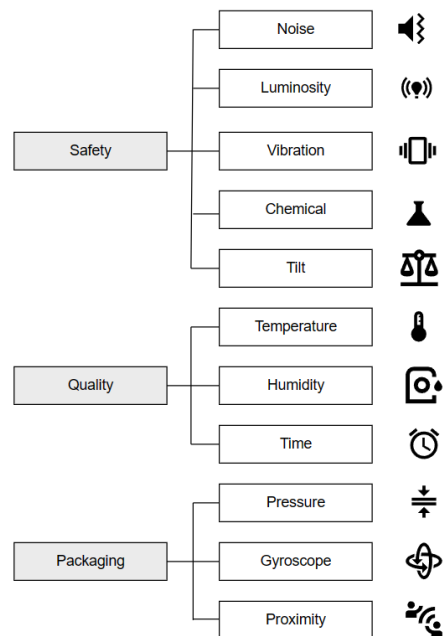 Noise
Luminosity
Safety
Vibration
Chemical
Tilt
Temperature
Quality
Humidity
Time
Pressure
Packaging
Gyroscope
Proximity